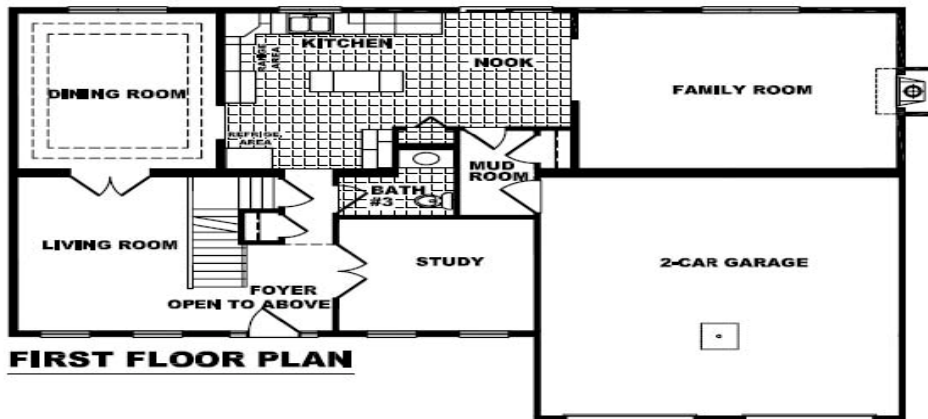 KITCHEN
RANGE
AREA
NOOK
DINING ROOM
FAMILY ROOM
REFRIG.
AREA
MUD
ROOM
BATH
#3
LIVING ROOM
STUDY
2-CAR GARAGE
FOYER
OPEN TO ABOVE
FIRST FLOOR PLAN